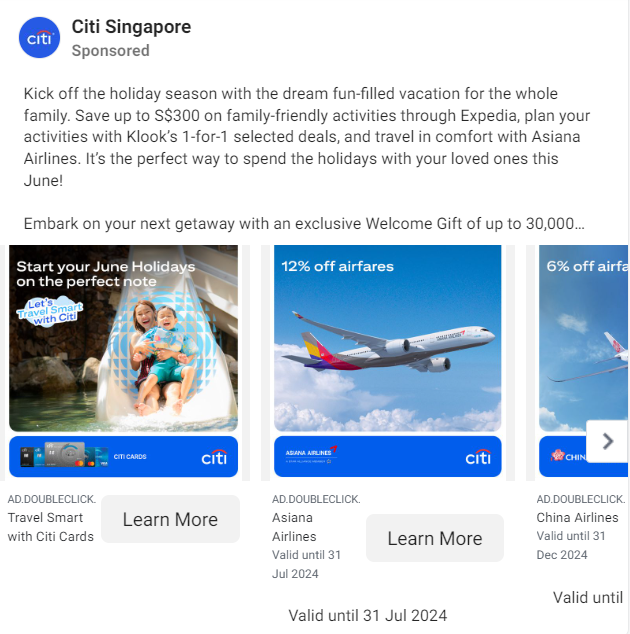 citi
Citi Singapore
Sponsored
Kick off the holiday season with the dream fun-filled vacation for the whole
family. Save up to S$300 on family-friendly activities through Expedia, plan your
activities with Klook's 1-for-1 selected deals, and travel in comfort with Asiana
Airlines. It's the perfect way to spend the holidays with your loved ones this
June!
Embark on your next getaway with an exclusive Welcome Gift of up to 30,000...
Start your June Holidays
on the perfect note
Let's
Travel Smart
with Citi
CITI CARDS
citi
AD.DOUBLECLICK.
Travel Smart
with Citi Cards
Learn More
12% off airfares
ASIANA AIRLINES
citi
AD.DOUBLECLICK.
Asiana
Airlines
Valid until 31
Jul 2024
Learn More
Valid until 31 Jul 2024
6% off airfa
CHIN
AD.DOUBLECLICK.
China Airlines
Valid until 31
Dec 2024
Valid until